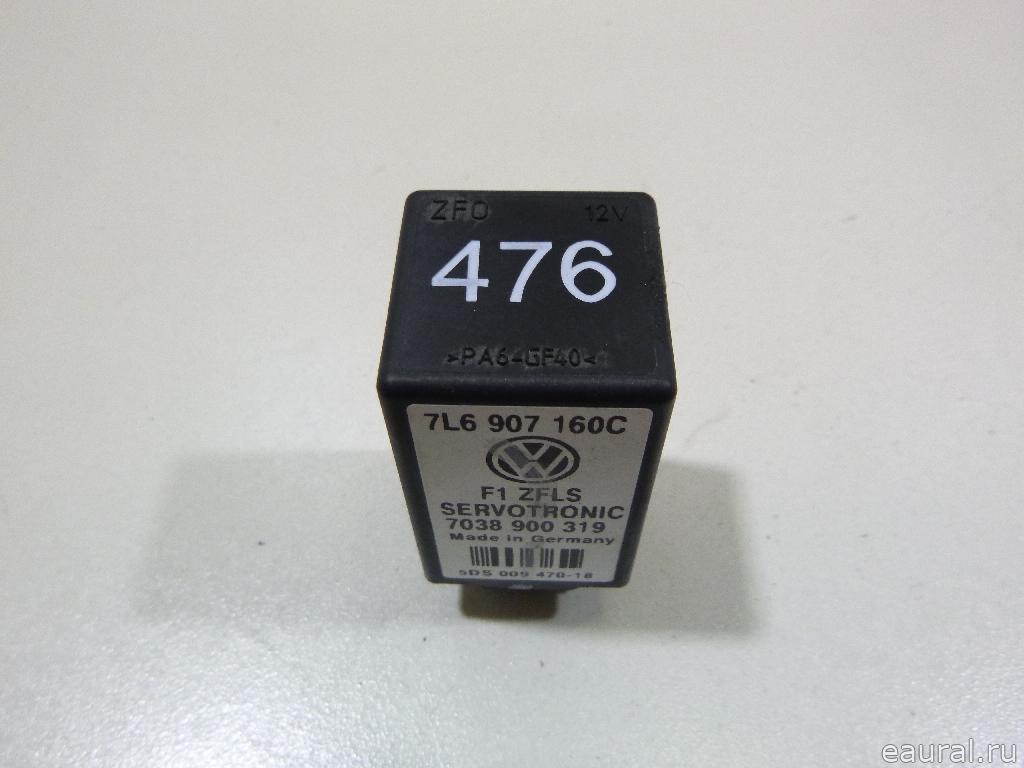 ZFO 12V
476
>PA6-GF40<
7L6 907 160C
F1 ZFLS
SERVOTRONIC
7038 900 319
Made in Germany
5DS 009 470-18
eaural.ru